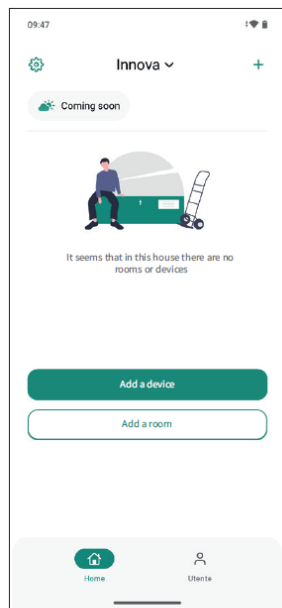 09:47
Innova
Coming soon
It seems that in this house there are no
rooms or devices
Add a device
Add a room
Home
Utente